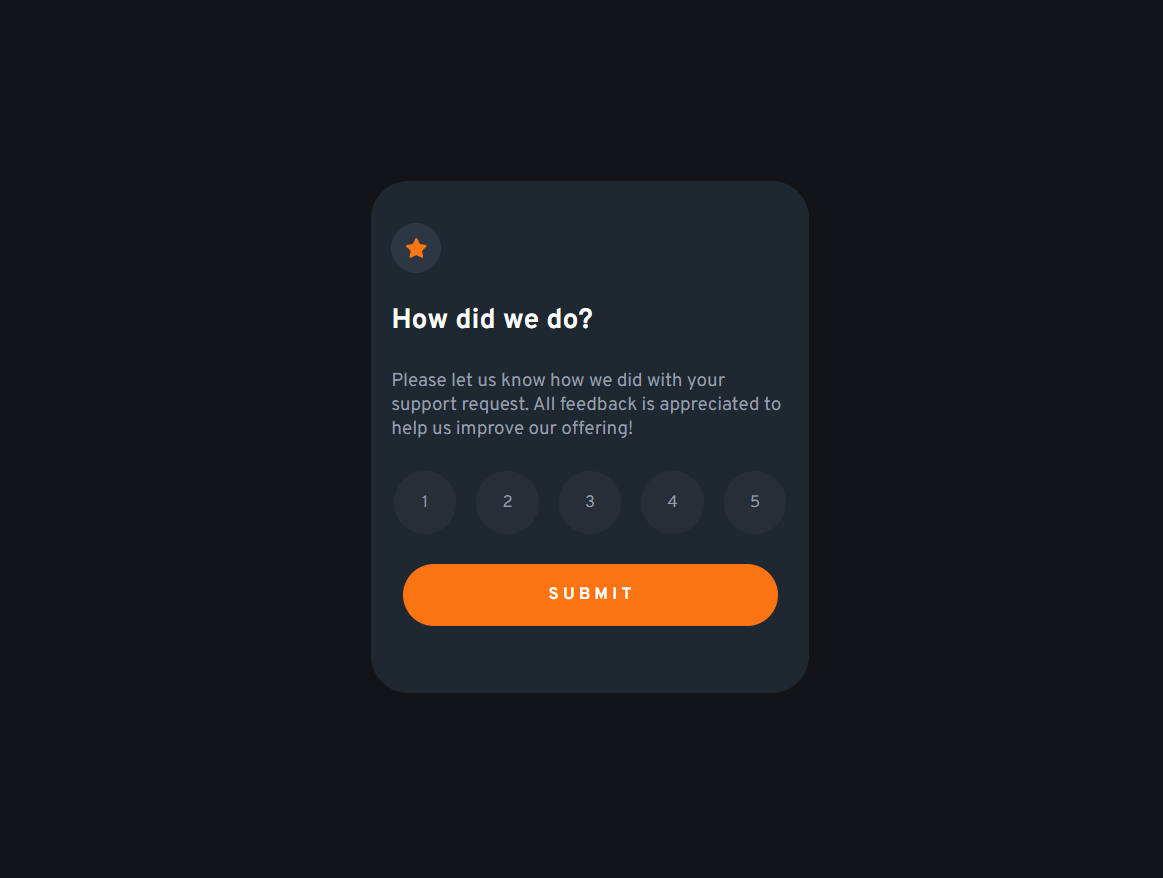 How did we do?
Please let us know how we did with your
support request. All feedback is appreciated to
help us improve our offering!
1 2 3 4 5
SUBMIT